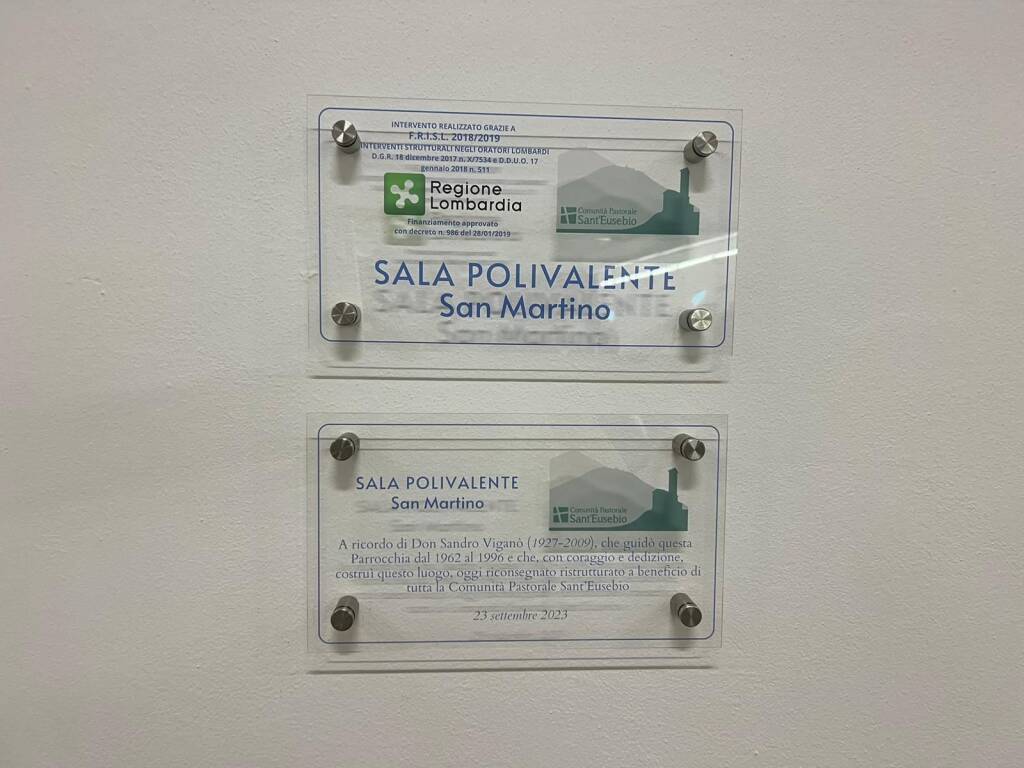 INTERVENTO REALIZZATO GRAZIE A
F.R.I.S.L. 2018/2019
INTERVENTI STRUTTURALI NEGLI ORATORI LOMBARDI
D.G.R. 18 dicembre 2017 n. X/7534 e D.D.U.O. 17
gennaio 2018 n. 511
Regione
Lombardia
Finanziamento approvato
con decreto n. 986 del 28/01/2019
Comunità Pastorale
Sant'Eusebio
SALA POLIVALENTE
San Martino
SALA POLIVALENTE
San Martino
Comunità Pastorale
Sant'Eusebio
A ricordo di Don Sandro Viganò (1927-2009), che guidò questa
Parrocchia dal 1962 al 1996 e che, con coraggio e dedizione,
costruì questo luogo, oggi riconsegnato ristrutturato a beneficio di
tutta la Comunità Pastorale Sant'Eusebio
23 settembre 2023